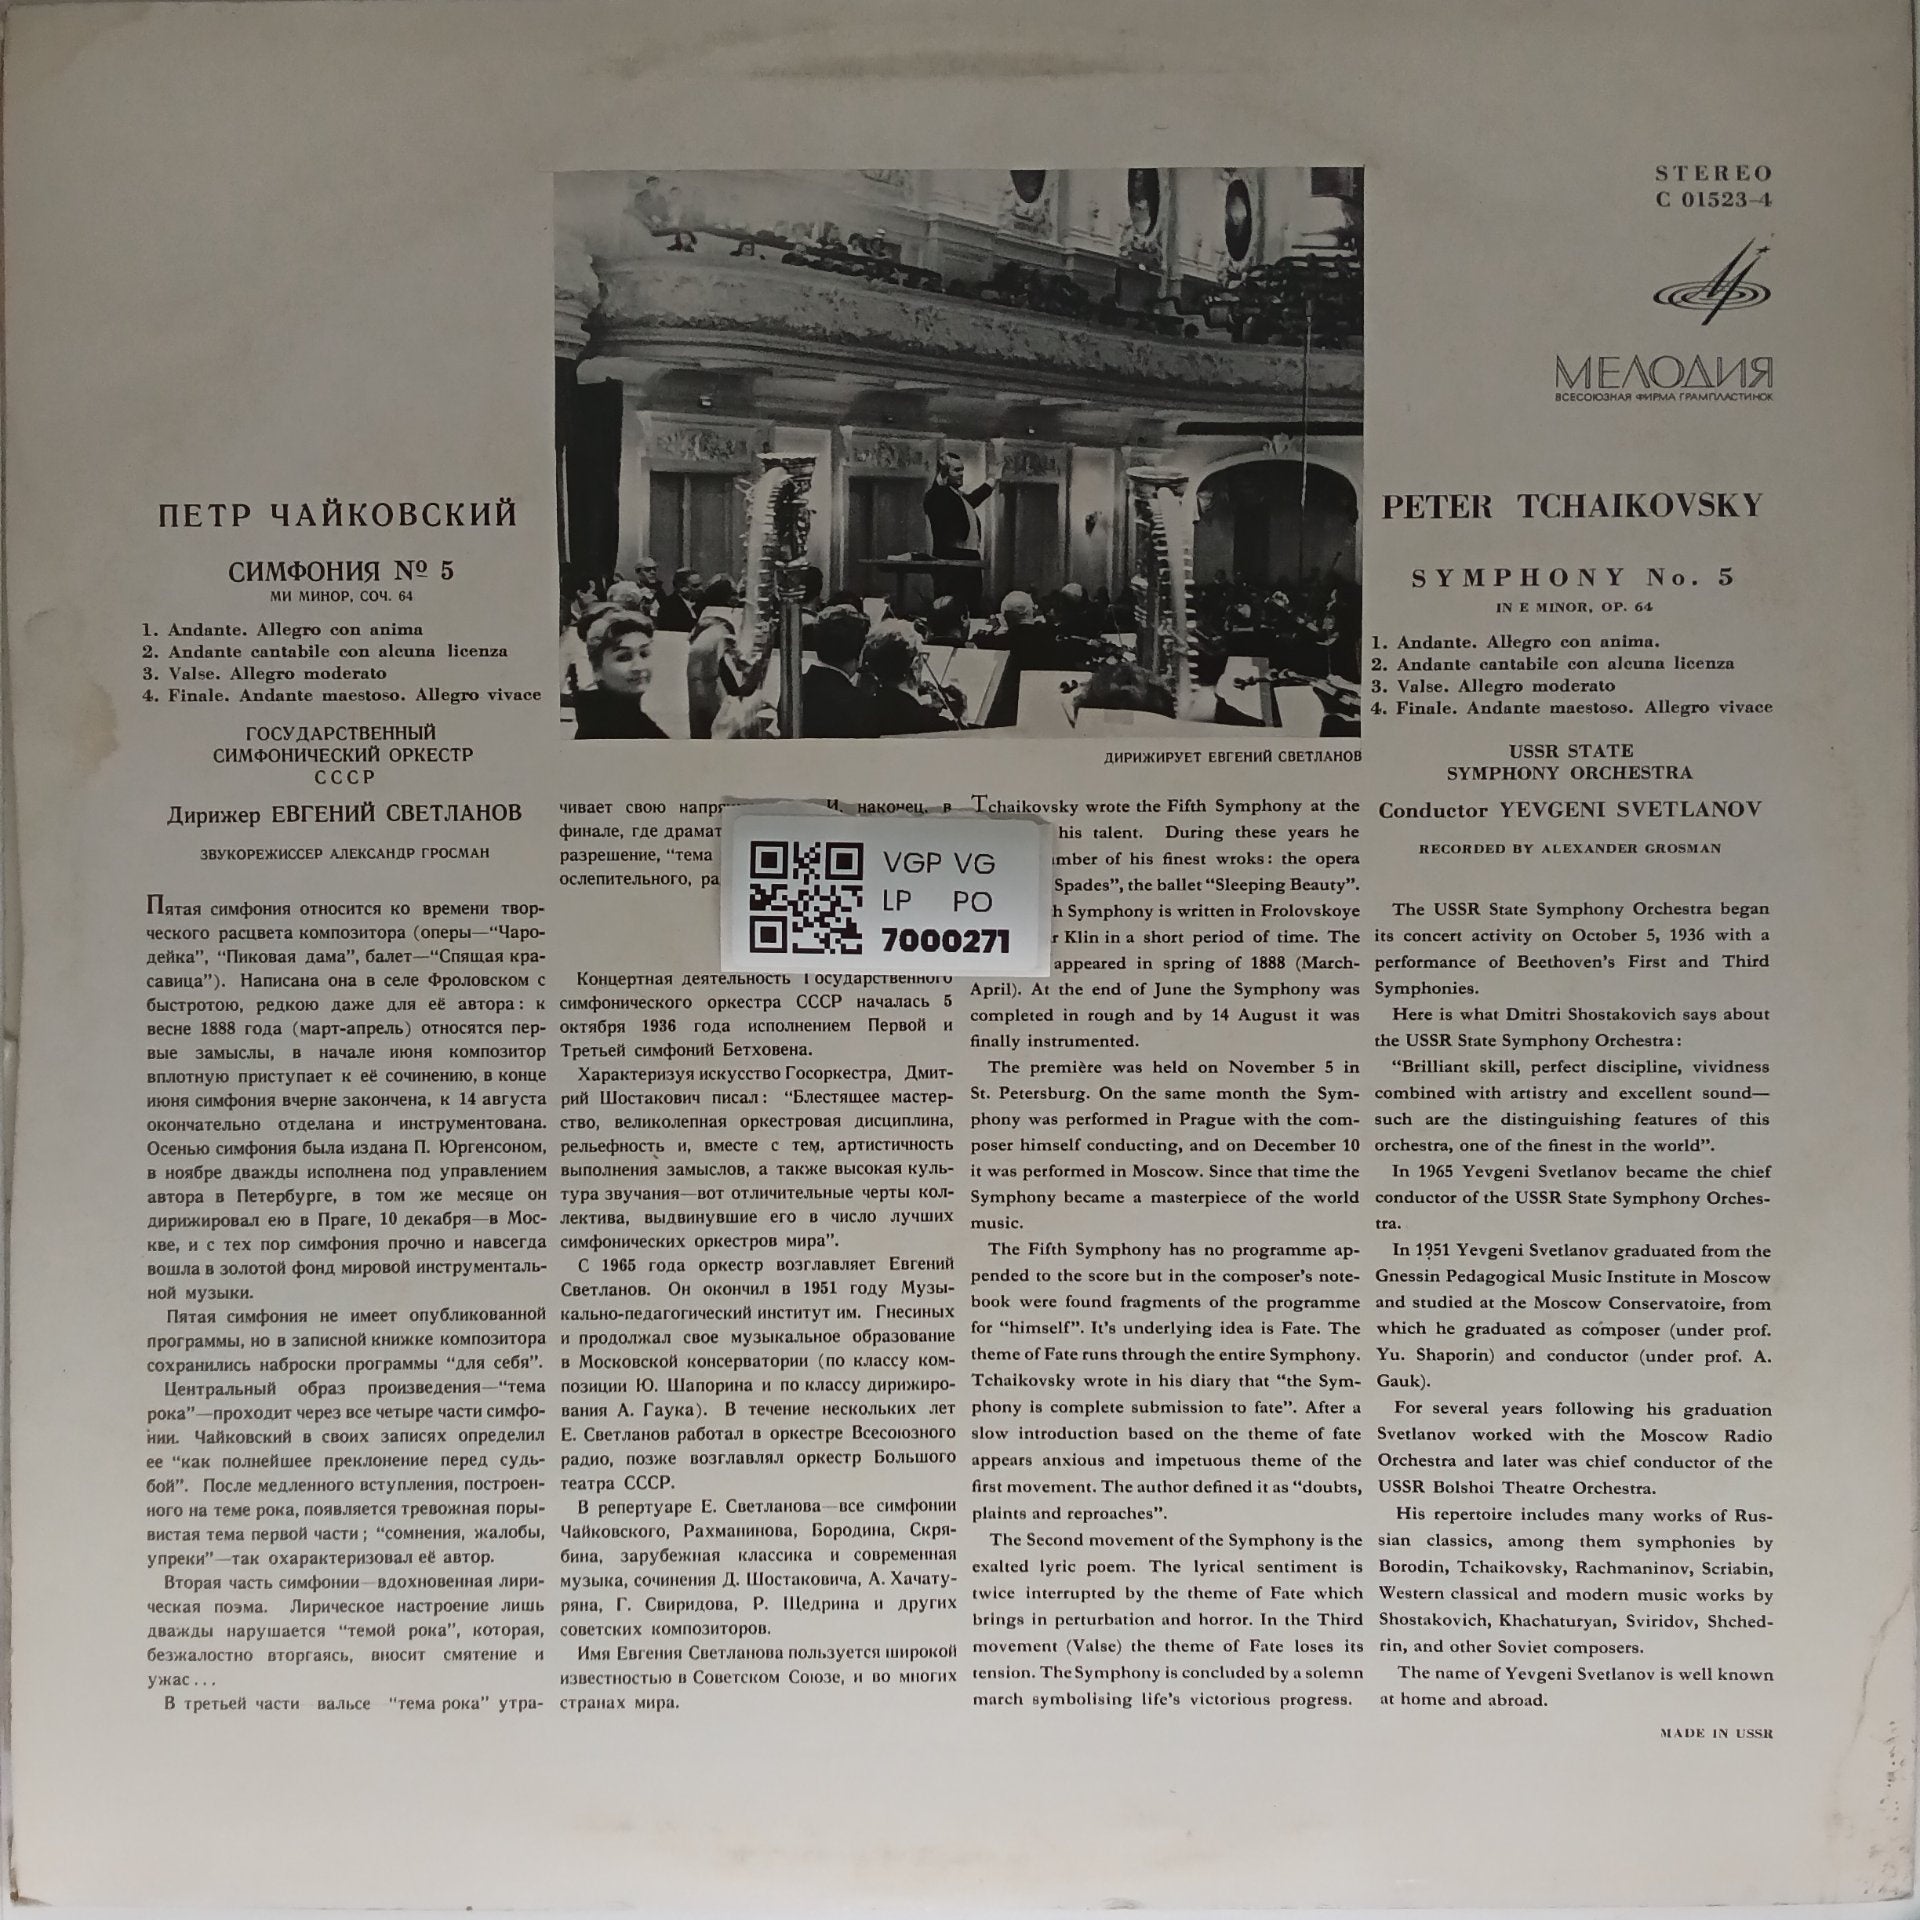 STEREO
C 01523-4
МЕЛОДИЯ
ВСЕСОЮЗНАЯ ФИРМА ГРАМПЛАСТИНОК
ПЕТР ЧАЙКОВСКИЙ
СИМФОНИЯ № 5
МИ МИНОР, СОЧ. 64
1. Andante. Allegro con anima
2. Andante cantabile con alcuna licenza
3. Valse. Allegro moderato
4. Finale. Andante maestoso. Allegro vivace
ГОСУДАРСТВЕННЫЙ
СИМФОНИЧЕСКИЙ ОРКЕСТР
СССР
Дирижер ЕВГЕНИЙ СВЕТЛАНОВ
ЗВУКОРЕЖИССЕР АЛЕКСАНДР ГРОСМАН
Пятая симфония относится ко времени твор-
ческого расцвета композитора (оперы—“Чаро-
дейка”, “Пиковая дама”, балет—“Спящая кра-
савица”). Написана она в селе Фроловском с
быстротою, редкою даже для её автора: к
весне 1888 года (март-апрель) относятся пер-
вые замыслы, в начале июня композитор
вплотную приступает к её сочинению, в конце
июня симфония вчерне закончена, к 14 августа
окончательно отделана и инструментована.
Осенью симфония была издана П. Юргенсоном,
в ноябре дважды исполнена под управлением
автора в Петербурге, в том же месяце он
дирижировал ею в Праге, 10 декабря—в Мос-
кве, и с тех пор симфония прочно и навсегда
вошла в золотой фонд мировой инструменталь-
ной музыки.
Пятая симфония не имеет опубликованной
программы, но в записной книжке композитора
сохранились наброски программы “для себя”.
Центральный образ произведения—“тема
рока”—проходит через все четыре части симфо-
нии. Чайковский в своих записях определил
ее “как полнейшее преклонение перед судь-
бой”. После медленного вступления, построен-
ного на теме рока, появляется тревожная поры-
вистая тема первой части; “сомнения, жалобы,
упреки”—так охарактеризовал её автор.
Вторая часть симфонии—вдохновенная лири-
ческая поэма. Лирическое настроение лишь
дважды нарушается “темой рока”, которая,
безжалостно вторгаясь, вносит смятение и
ужас...
В третьей части вальсе “тема рока” утра-
ДИРИЖИРУЕТ ЕВГЕНИЙ СВЕТЛАНОВ
чивает свою И, наконец, в
финале, где
разрешение, “тема
ослепительного,
VGP VG
LP PO
7000271
Концертная деятельность Государственного
симфонического оркестра СССР началась 5
октября 1936 года исполнением Первой и
Третьей симфоний Бетховена.
Характеризуя искусство Госоркестра, Дмит-
рий Шостакович писал: “Блестящее мастер-
ство, великолепная оркестровая дисциплина,
рельефность и, вместе с тем, артистичность
выполнения замыслов, а также высокая куль-
тура звучания—вот отличительные черты кол-
лектива, выдвинувшие его в число лучших
симфонических оркестров мира”.
С 1965 года оркестр возглавляет Евгений
Светланов. Он окончил в 1951 году Музы-
кально-педагогический институт им. Гнесиных
и продолжал свое музыкальное образование
в Московской консерватории (по классу ком-
позиции Ю. Шапорина и по классу дирижиро-
вания А. Гаука). В течение нескольких лет
Е. Светланов работал в оркестре Всесоюзного
радио, позже возглавлял оркестр Большого
театра СССР.
В репертуаре Е. Светланова—все симфонии
Чайковского, Рахманинова, Бородина, Скря-
бина, зарубежная классика и современная
музыка, сочинения Д. Шостаковича, А. Хачату-
ряна, Г. Свиридова, Р. Щедрина и других
советских композиторов.
Имя Евгения Светланова пользуется широкой
известностью в Советском Союзе, и во многих
странах мира.
Tchaikovsky wrote the Fifth Symphony at the
his talent. During these years he
of his finest wroks: the opera
Spades”, the ballet “Sleeping Beauty”.
Symphony is written in Frolovskoye
Klin in a short period of time. The
appeared in spring of 1888 (March-
April). At the end of June the Symphony was
completed in rough and by 14 August it was
finally instrumented.
The première was held on November 5 in
St. Petersburg. On the same month the Sym-
phony was performed in Prague with the com-
poser himself conducting, and on December 10
it was performed in Moscow. Since that time the
Symphony became a masterpiece of the world
music.
The Fifth Symphony has no programme ap-
pended to the score but in the composer’s note-
book were found fragments of the programme
for “himself”. It’s underlying idea is Fate. The
theme of Fate runs through the entire Symphony.
Tchaikovsky wrote in his diary that “the Sym-
phony is complete submission to fate”. After a
slow introduction based on the theme of fate
appears anxious and impetuous theme of the
first movement. The author defined it as “doubts,
plaints and reproaches”.
The Second movement of the Symphony is the
exalted lyric poem. The lyrical sentiment is
twice interrupted by the theme of Fate which
brings in perturbation and horror. In the Third
movement (Valse) the theme of Fate loses its
tension. The Symphony is concluded by a solemn
march symbolising life’s victorious progress.
PETER TCHAIKOVSKY
SYMPHONY No. 5
IN E MINOR, OP. 64
1. Andante. Allegro con anima.
2. Andante cantabile con alcuna licenza
3. Valse. Allegro moderato
4. Finale. Andante maestoso. Allegro vivace
USSR STATE
SYMPHONY ORCHESTRA
Conductor YEVGENI SVETLANOV
RECORDED BY ALEXANDER GROSMAN
The USSR State Symphony Orchestra began
its concert activity on October 5, 1936 with a
performance of Beethoven’s First and Third
Symphonies.
Here is what Dmitri Shostakovich says about
the USSR State Symphony Orchestra:
“Brilliant skill, perfect discipline, vividness
combined with artistry and excellent sound—
such are the distinguishing features of this
orchestra, one of the finest in the world”.
In 1965 Yevgeni Svetlanov became the chief
conductor of the USSR State Symphony Orches-
tra.
In 1951 Yevgeni Svetlanov graduated from the
Gnessin Pedagogical Music Institute in Moscow
and studied at the Moscow Conservatoire, from
which he graduated as composer (under prof.
Yu. Shaporin) and conductor (under prof. A.
Gauk).
For several years following his graduation
Svetlanov worked with the Moscow Radio
Orchestra and later was chief conductor of the
USSR Bolshoi Theatre Orchestra.
His repertoire includes many works of Rus-
sian classics, among them symphonies by
Borodin, Tchaikovsky, Rachmaninov, Scriabin,
Western classical and modern music works by
Shostakovich, Khachaturyan, Sviridov, Shched-
rin, and other Soviet composers.
The name of Yevgeni Svetlanov is well known
at home and abroad.
MADE IN USSR